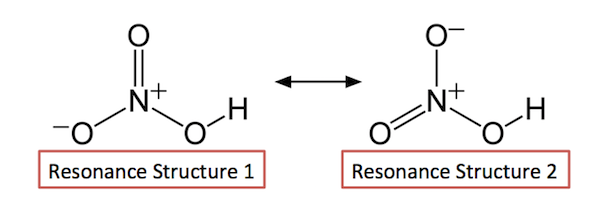 O O⁻
N⁺ N⁺
⁻O O H O O H
Resonance Structure 1 Resonance Structure 2